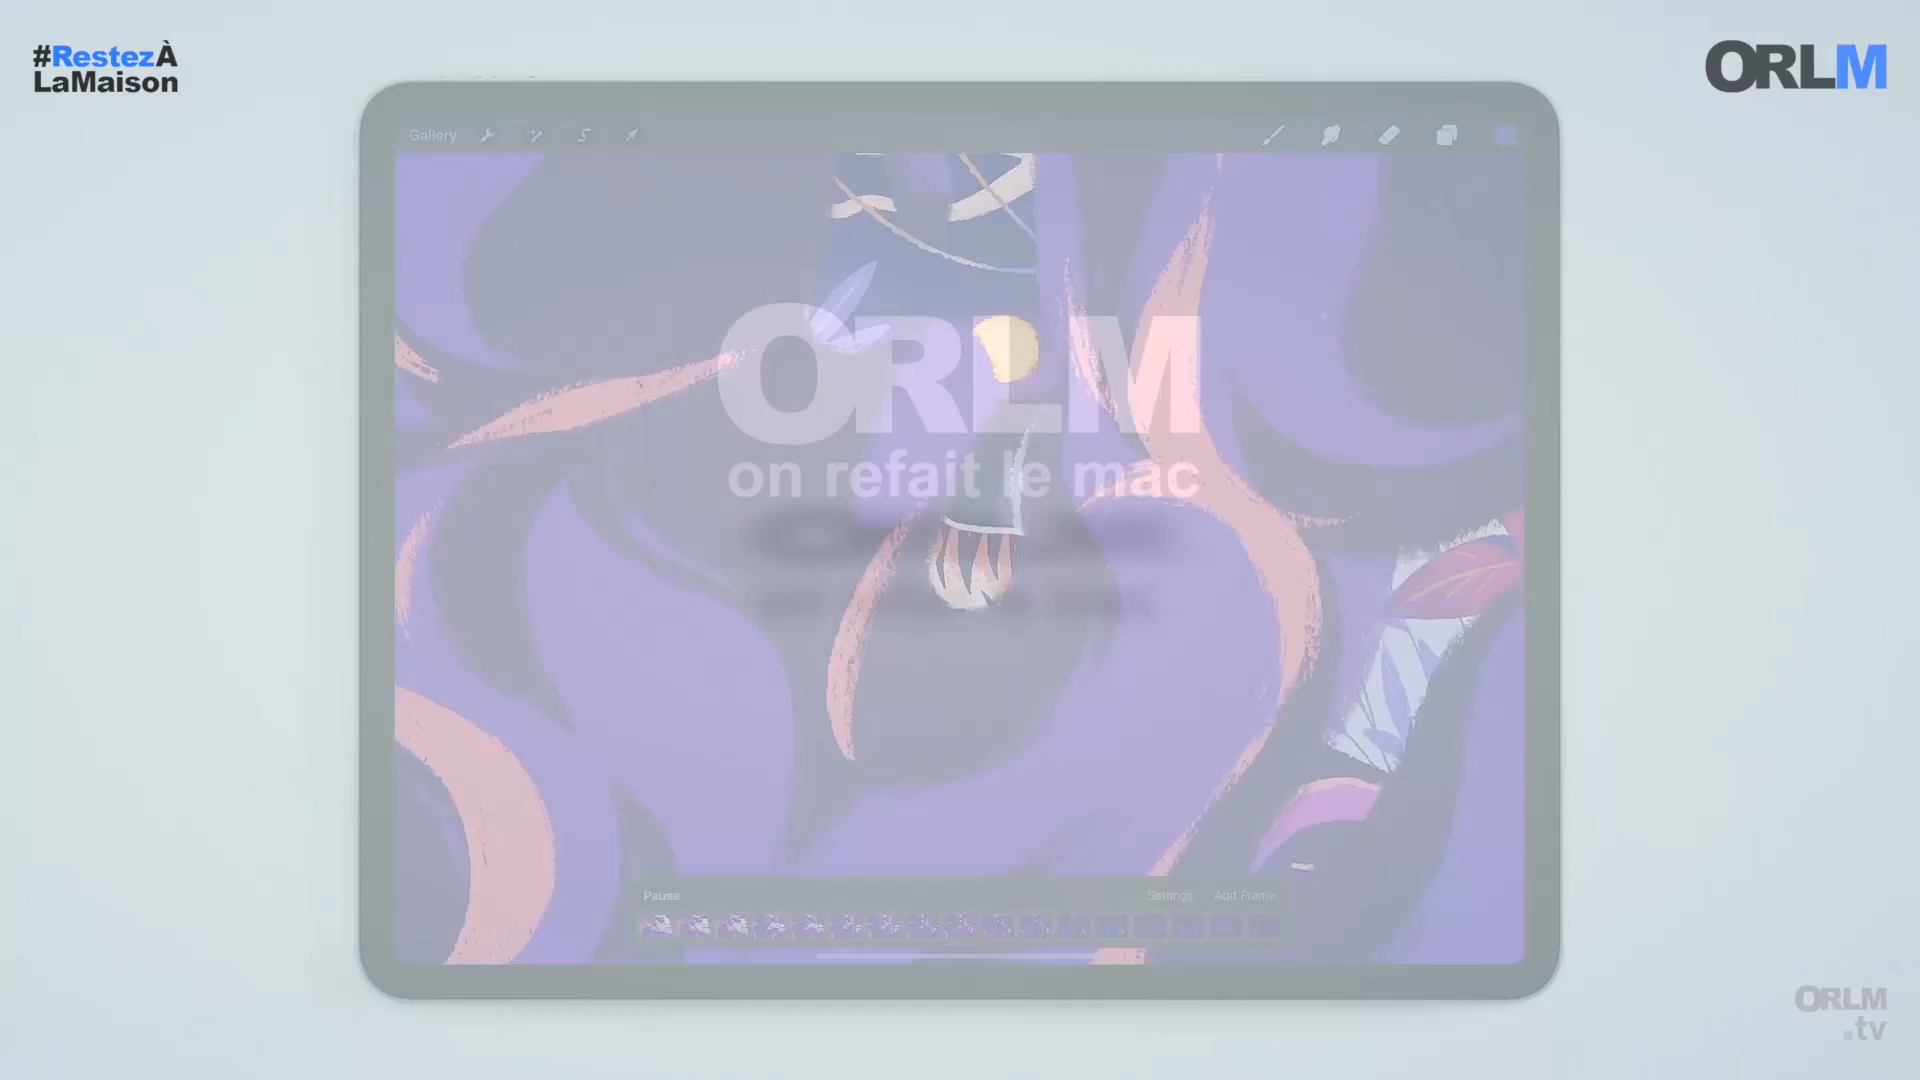 #RestezÀ
LaMaison
ORLM
Gallery
ORLM
on refait le mac
Pause
Settings
Add Frame
ORLM
.tv